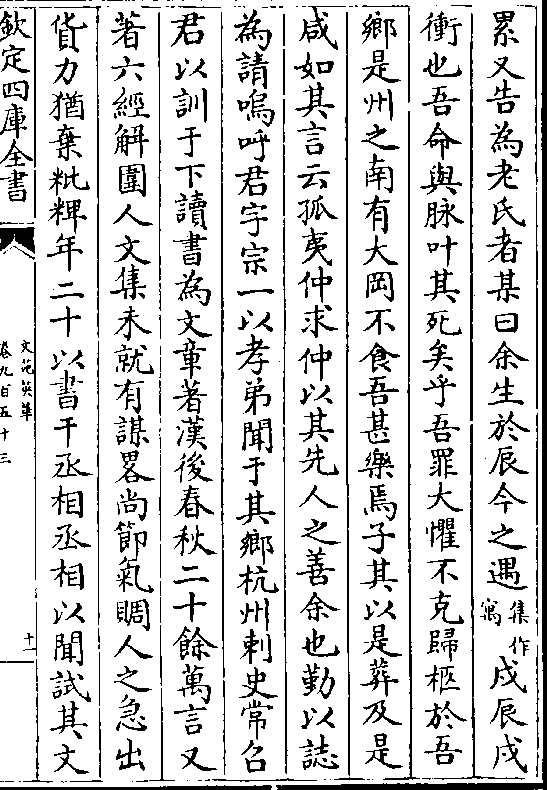 累又告為老氏者某曰余生於辰今之遇集作寓戍辰戍
衝也吾命與脉叶其死矣乎吾罪大懼不克歸柩於吾
鄉是州之南有大岡不食吾甚樂焉子其以是葬及是
咸如其言云孤夷仲求仲以其先人之善余也勤以誌
為請嗚呼君字宗一以孝弟聞于其鄉杭州刺史常召
君以訓于下讀書為文章著漢後春秋二十餘萬言又
著六經解圍人文集未就有謀畧尚節氣賙人之急出
貨力猶棄粃粺年二十以書干丞相丞相以聞試其文
欽定四庫全書
文苑英華
卷九百五十三
十一